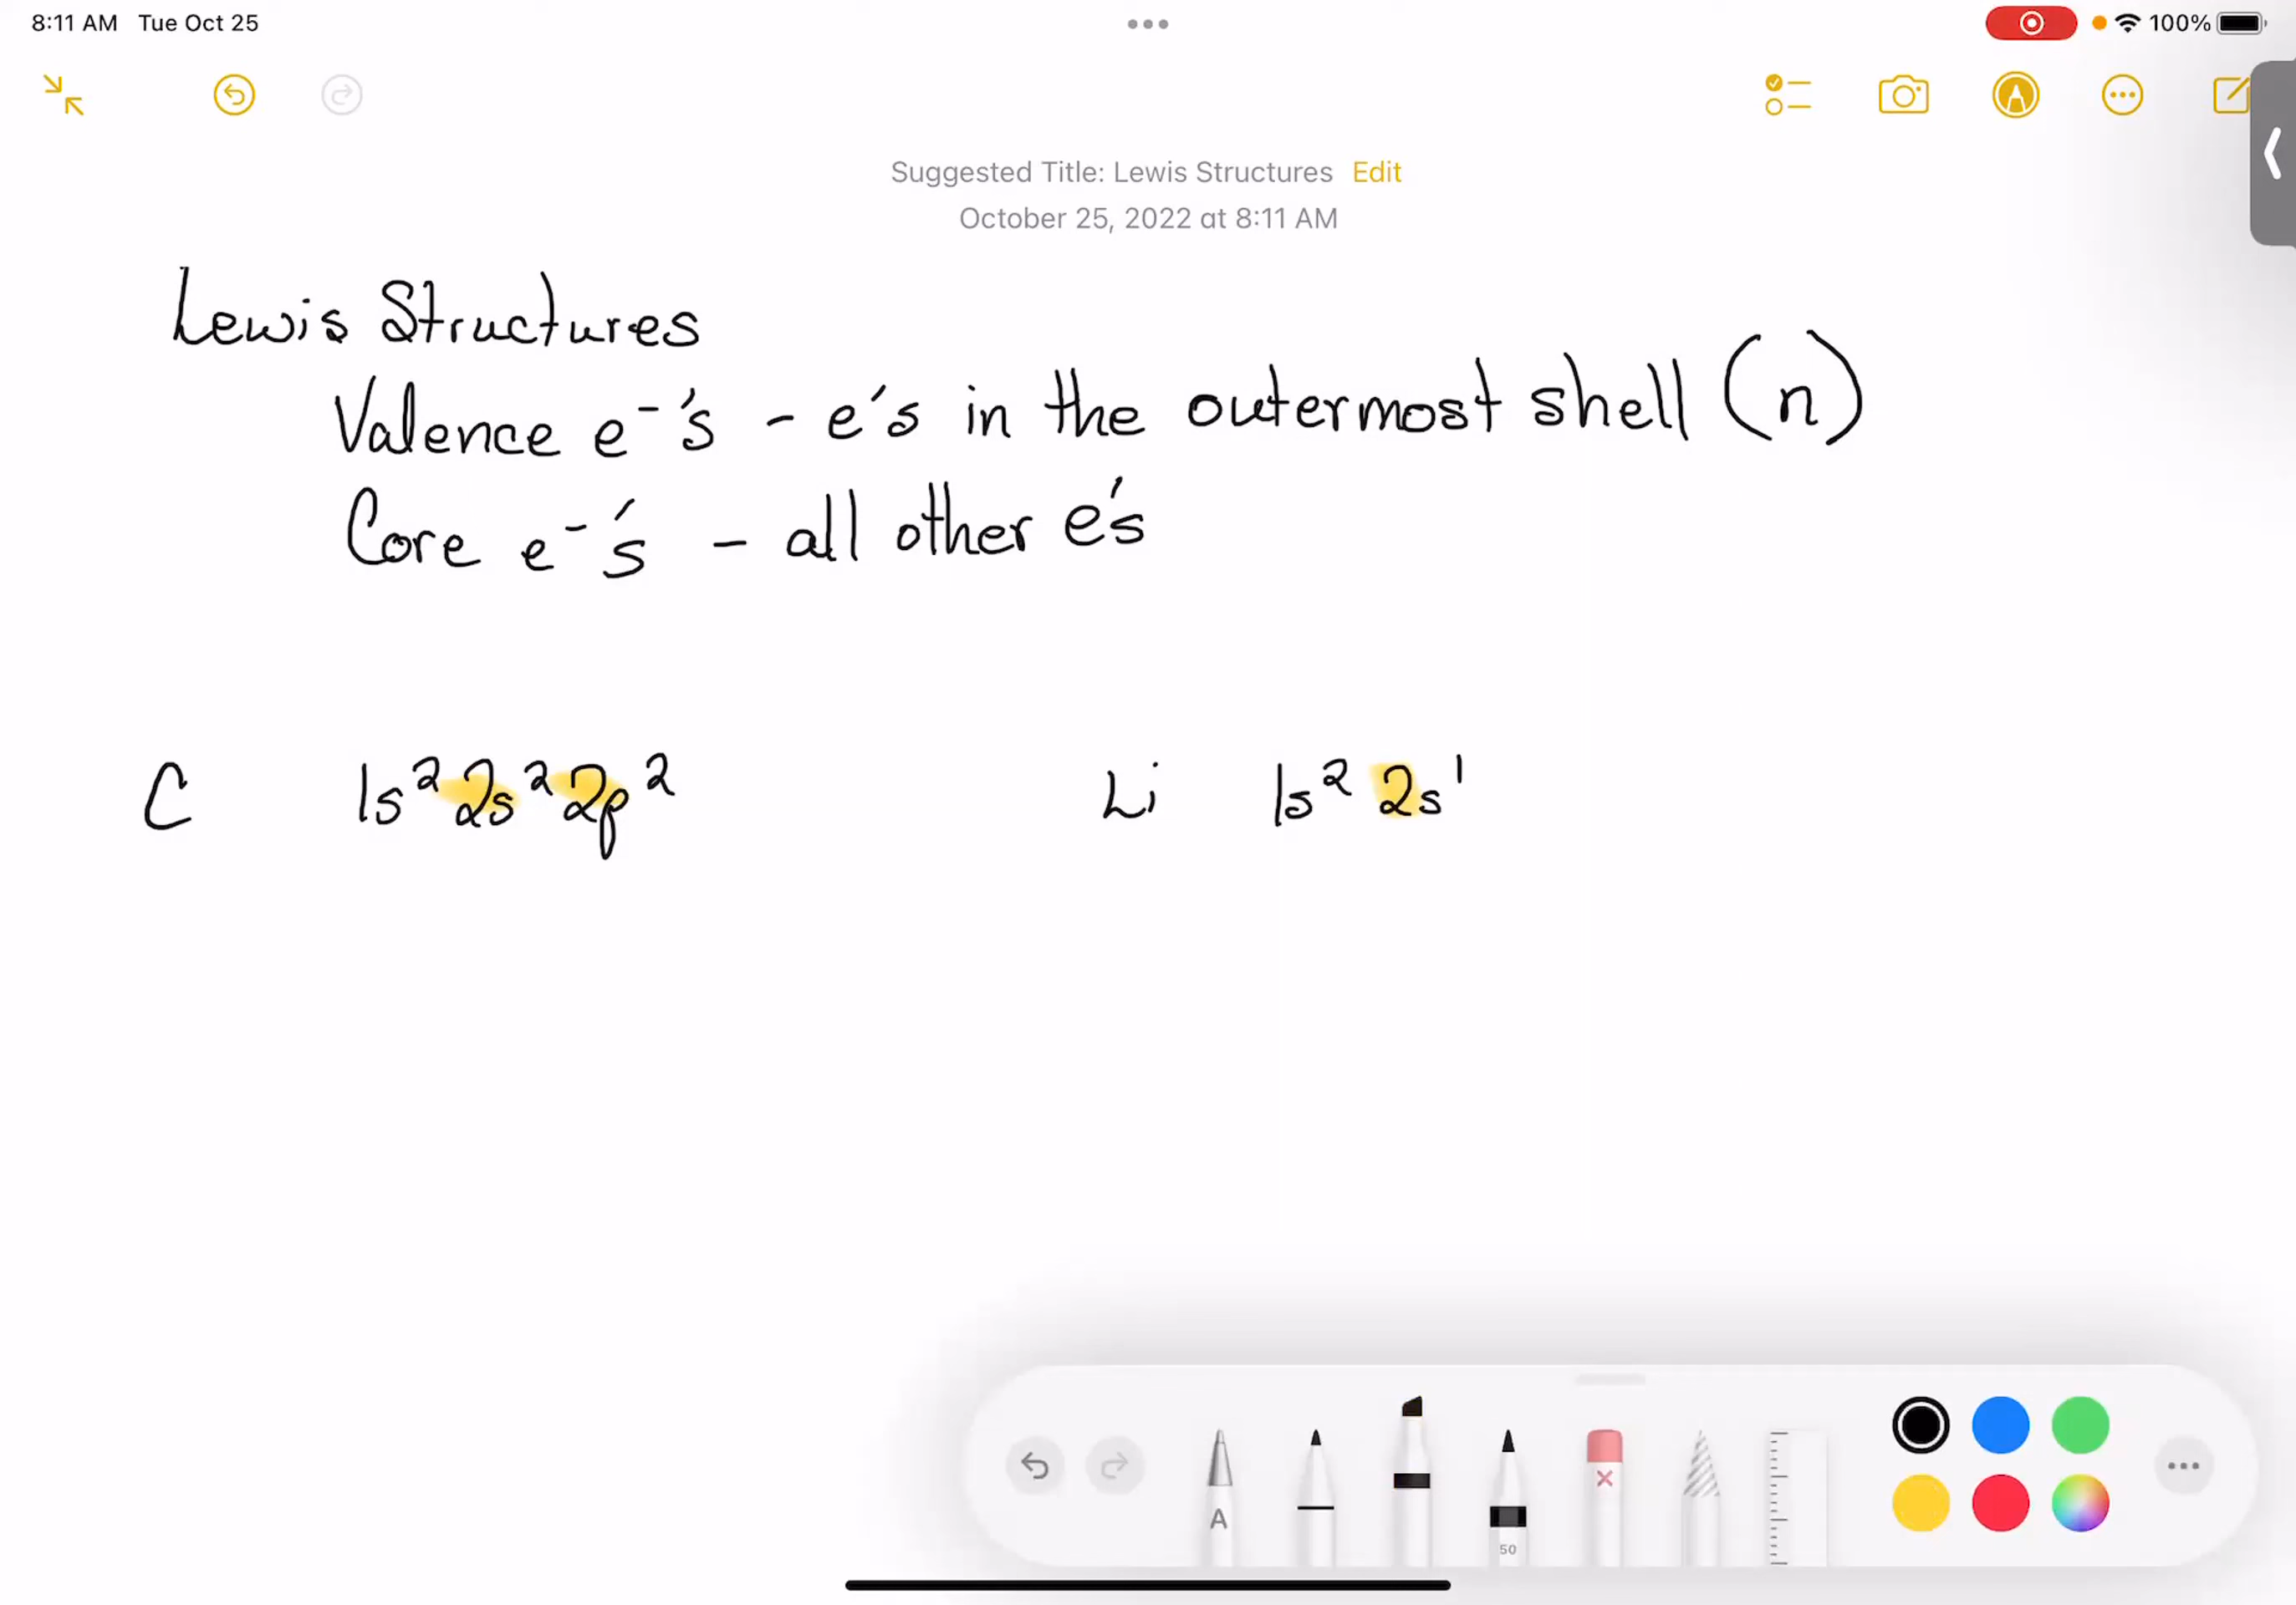 8:11 AM Tue Oct 25
100%
Suggested Title: Lewis Structures Edit
October 25, 2022 at 8:11 AM
Lewis Structures
Valence e⁻'s - e's in the outermost shell (n)
Core e⁻'s - all other e's
C 1s² 2s² 2p² Li 1s² 2s¹
A
50